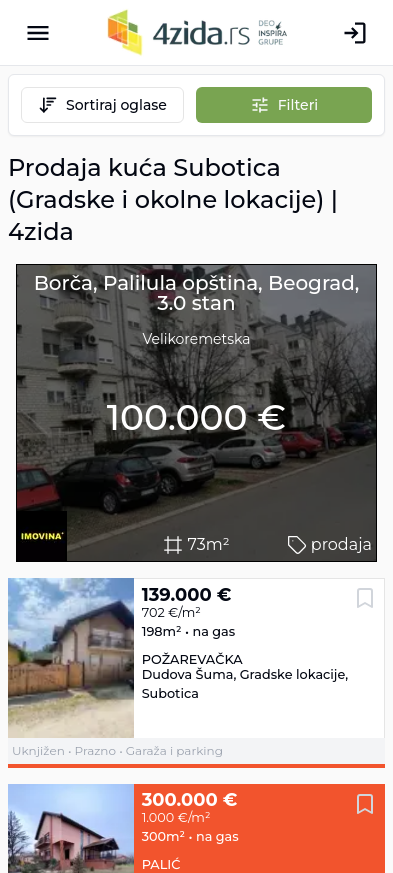 4zida.rs
DEO
INSPIRA
GRUPE
Sortiraj oglase
Filteri
Prodaja kuća Subotica
(Gradske i okolne lokacije) |
4zida
Borča, Palilula opština, Beograd,
3.0 stan
Velikoremetska
100.000 €
IMOVINA
73m²
prodaja
139.000 €
702 €/m²
198m² • na gas
POŽAREVAČKA
Dudova Šuma, Gradske lokacije,
Subotica
Uknjižen • Prazno • Garaža i parking
300.000 €
1.000 €/m²
300m² • na gas
PALIĆ